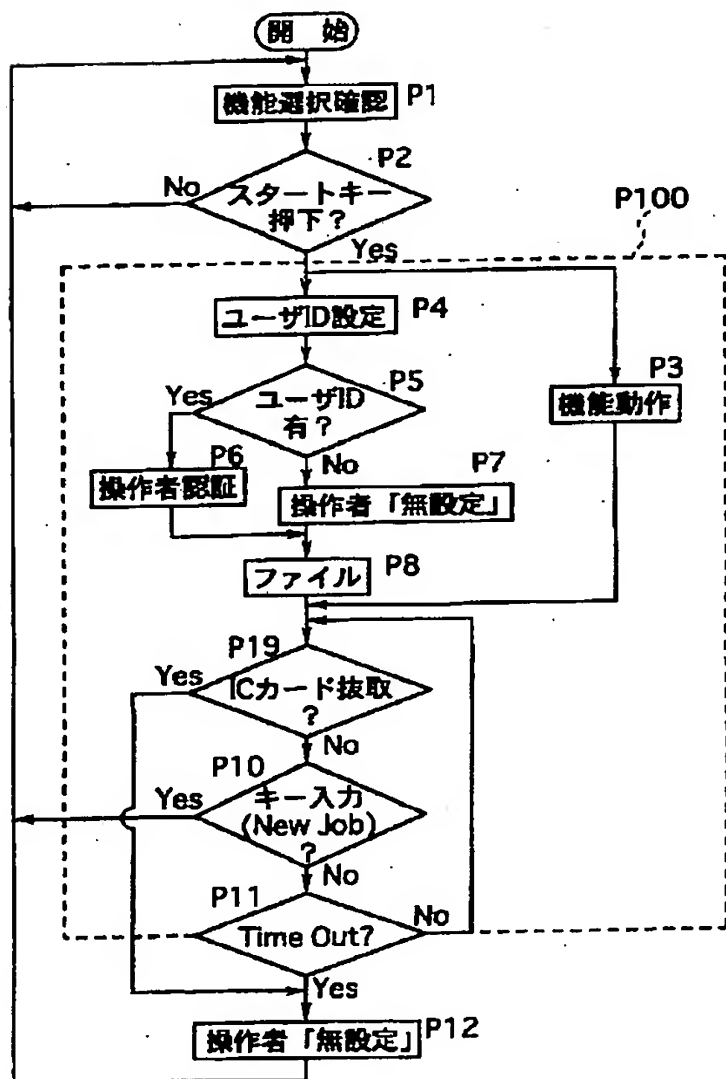 開 始
機能選択確認 P1
P2
No スタートキー
押下？
P100
Yes
ユーザID設定 P4
P5
Yes ユーザID
有？
P3
機能動作
P6
No
P7
操作者認証
操作者「無設定」
ファイル P8
P19
Yes ICカード抜取
？
No
P10
Yes キー入力
(New Job)
？
No
P11
Time Out? No
Yes
操作者「無設定」 P12